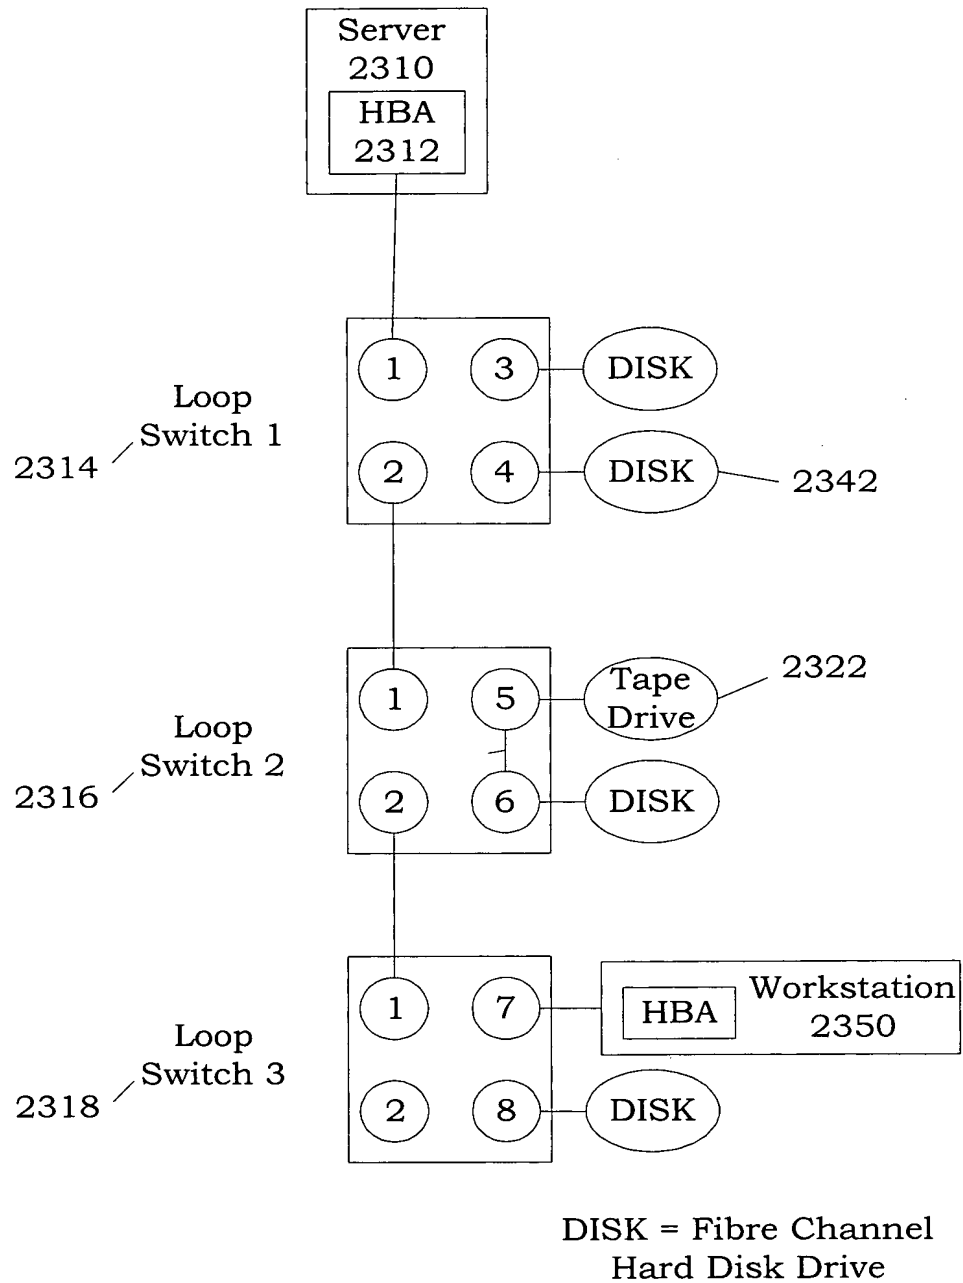 Server
2310
HBA
2312
1
3
DISK
Loop
Switch 1
2314
2
4
DISK
2342
1
5
Tape
Drive
2322
Loop
Switch 2
2316
2
6
DISK
1
7
HBA
Workstation
2350
Loop
Switch 3
2318
2
8
DISK
DISK = Fibre Channel
Hard Disk Drive